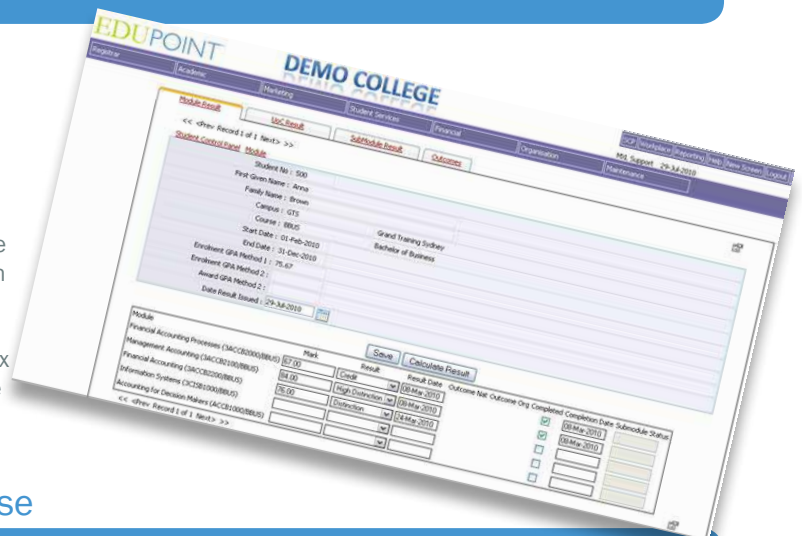 EDUPOINT
DEMO COLLEGE
Registrar Academic Marketing Student Services Financial Organisation Maintenance
SCP Workplace Reporting Help New Screen Logout
Mr1 Support 29-Jul-2010
Module Result UoC Result SubModule Result Outcomes
<< <Prev Record 1 of 1 Next> >>
Student Control Panel Module
Student No : 500
First Given Name : Anna
Family Name : Brown
Campus : GTS Grand Training Sydney
Course : BBUS Bachelor of Business
Start Date : 01-Feb-2010
End Date : 31-Dec-2010
Enrolment GPA Method 1 : 75.67
Enrolment GPA Method 2 :
Award GPA Method 2 :
Date Result Issued : 29-Jul-2010
Save Calculate Result
Module Mark Result Result Date Outcome Nat Outcome Org Completed Completion Date Submodule Status
Financial Accounting Processes (3ACCB2000/BBUS) 67.00 Credit 08-Mar-2010 08-Mar-2010
Management Accounting (3ACCB2100/BBUS) 84.00 High Distinction 08-Mar-2010 08-Mar-2010
Financial Accounting (3ACCB2200/BBUS) 76.00 Distinction 24-Mar-2010
Information Systems (3CISB1000/BBUS)
Accounting for Decision Makers (ACCB1000/BBUS)
<< <Prev Record 1 of 1 Next> >>